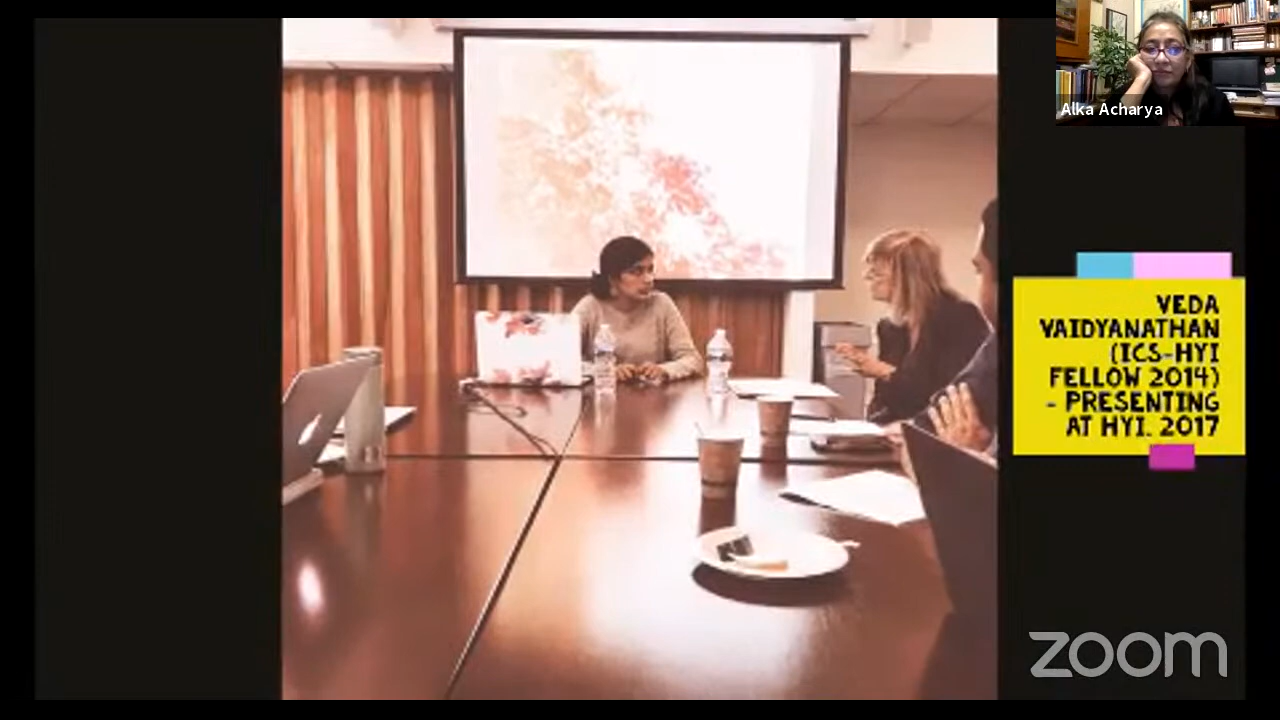 Alka Acharya
VEDA
VAIDYANATHAN
(ICS-HYI
FELLOW 2014)
- PRESENTING
AT HYI. 2017
zoom